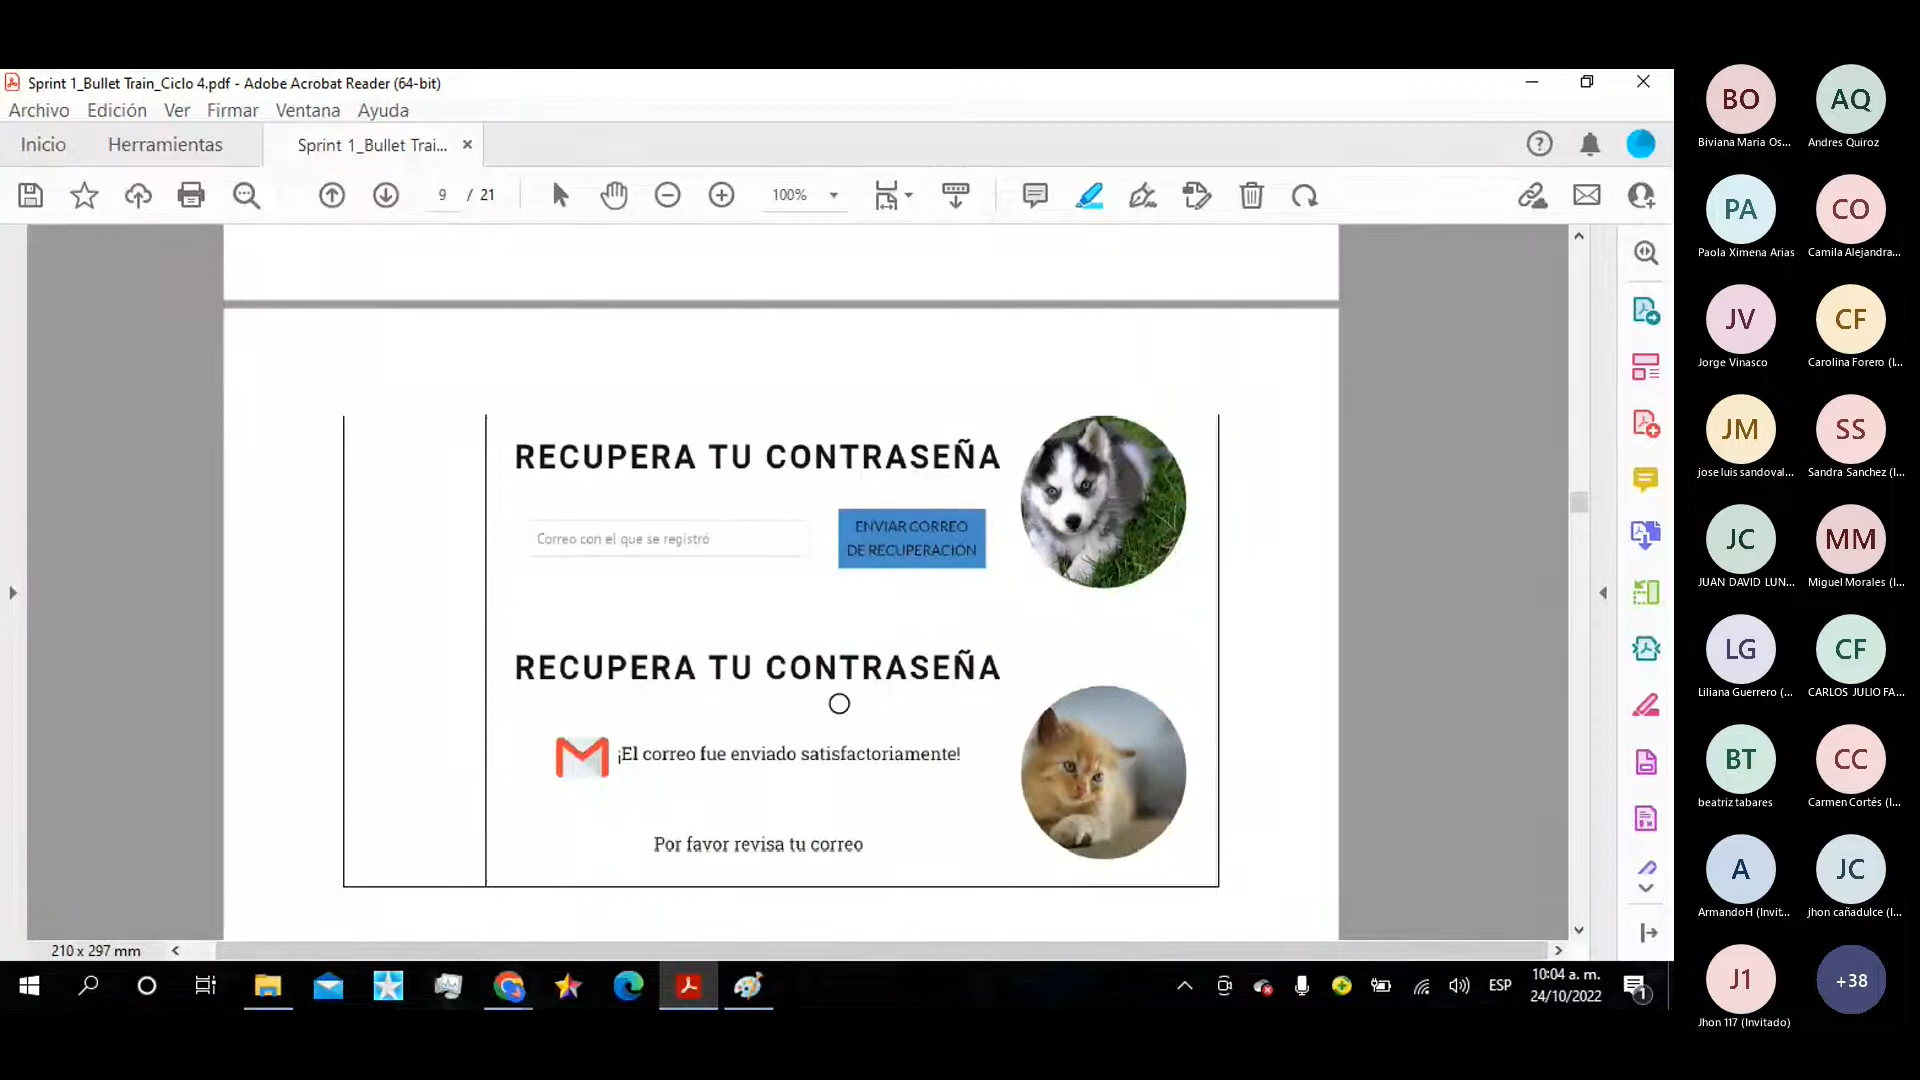 Sprint 1_Bullet Train_Ciclo 4.pdf - Adobe Acrobat Reader (64-bit)
Archivo Edición Ver Firmar Ventana Ayuda
Inicio Herramientas Sprint 1_Bullet Trai...
9 / 21 100%
RECUPERA TU CONTRASEÑA
Correo con el que se registró
ENVIAR CORREO
DE RECUPERACIÓN
RECUPERA TU CONTRASEÑA
¡El correo fue enviado satisfactoriamente!
Por favor revisa tu correo
210 x 297 mm
ESP
10:04 a. m.
24/10/2022
1
BO AQ
Biviana Maria Os... Andres Quiroz
PA CO
Paola Ximena Arias Camila Alejandra...
JV CF
Jorge Vinasco Carolina Forero (I...
JM SS
jose luis sandoval... Sandra Sanchez (I...
JC MM
JUAN DAVID LUN... Miguel Morales (I...
LG CF
Liliana Guerrero (... CARLOS JULIO FA...
BT CC
beatriz tabares Carmen Cortés (I...
A JC
ArmandoH (Invit... jhon cañadulce (I...
J1 +38
Jhon 117 (Invitado)